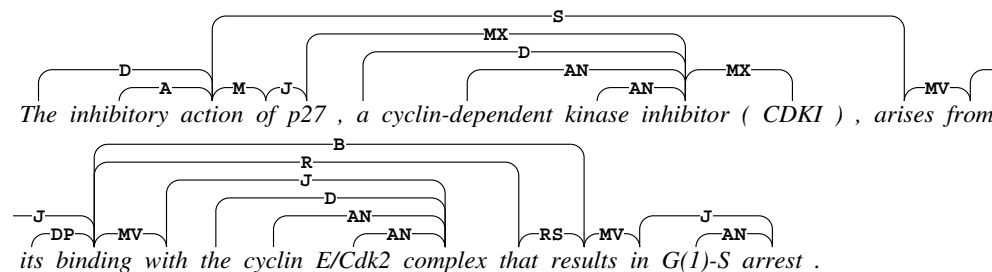 S
MX
D
D AN MX
A M J AN MV
The inhibitory action of p27 , a cyclin-dependent kinase inhibitor ( CDKI ) , arises from
B
R
J
J D J
DP MV AN AN RS MV AN
its binding with the cyclin E/Cdk2 complex that results in G(1)-S arrest .